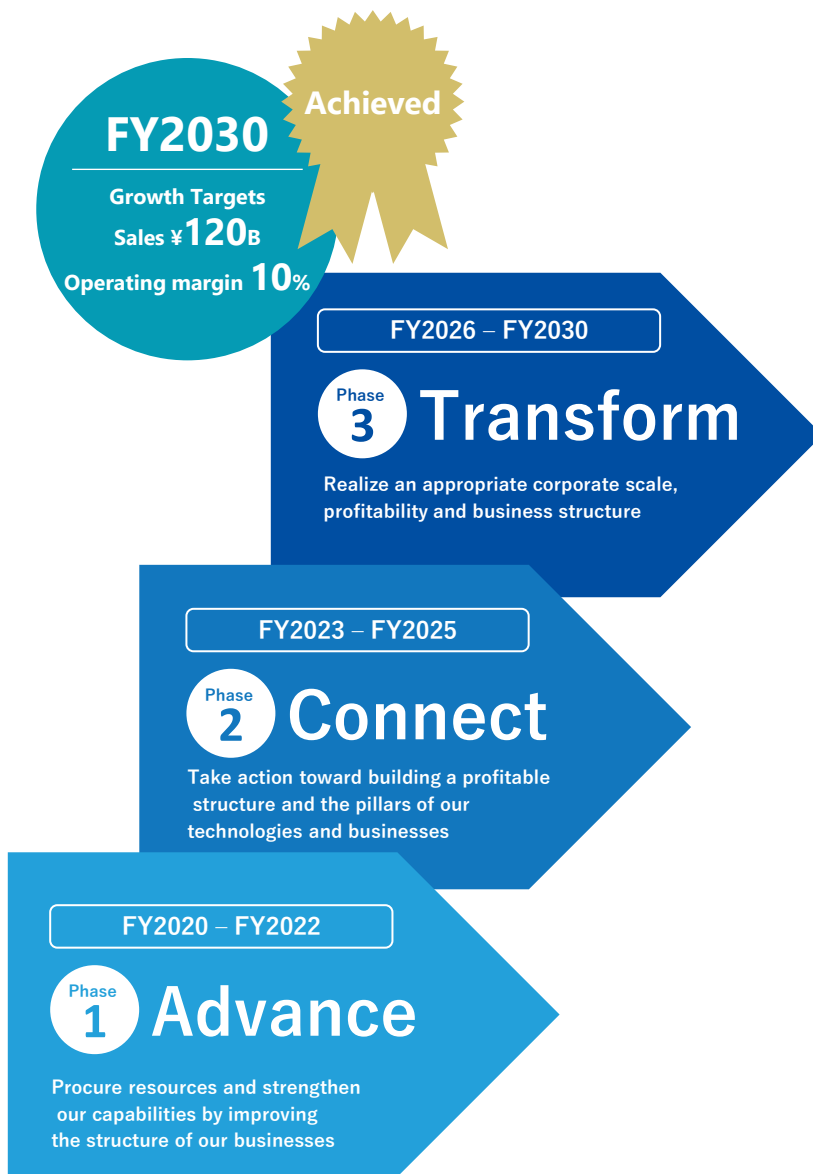 Achieved
FY2030
Growth Targets
Sales ¥120B
Operating margin 10%
FY2026 – FY2030
Phase
3
Transform
Realize an appropriate corporate scale,
profitability and business structure
FY2023 – FY2025
Phase
2
Connect
Take action toward building a profitable
structure and the pillars of our
technologies and businesses
FY2020 – FY2022
Phase
1
Advance
Procure resources and strengthen
our capabilities by improving
the structure of our businesses